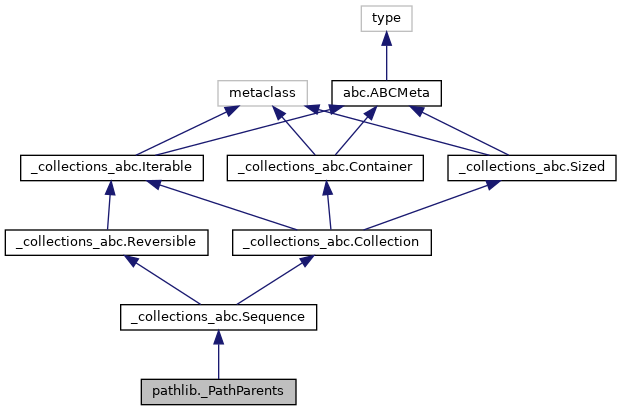 type
metaclass
abc.ABCMeta
_collections_abc.Iterable
_collections_abc.Container
_collections_abc.Sized
_collections_abc.Reversible
_collections_abc.Collection
_collections_abc.Sequence
pathlib._PathParents